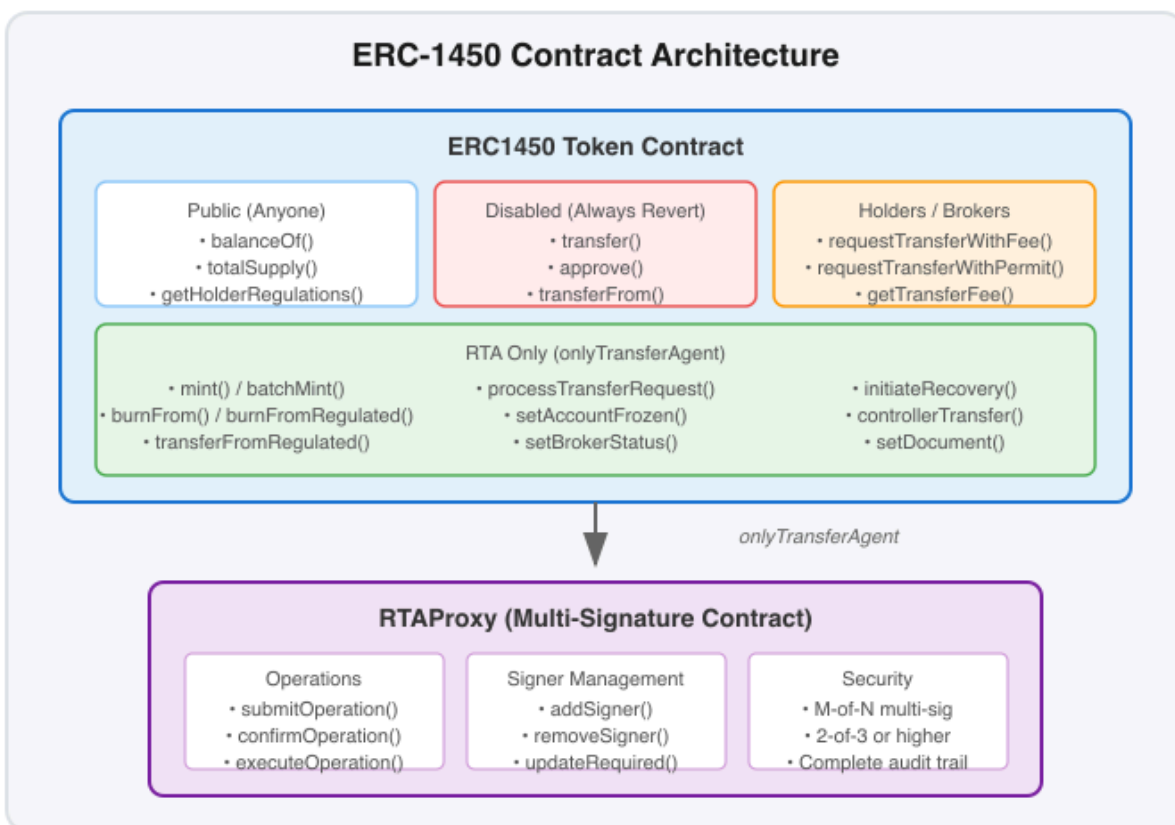 ERC-1450 Contract Architecture
ERC1450 Token Contract
Public (Anyone)
• balanceOf()
• totalSupply()
• getHolderRegulations()
Disabled (Always Revert)
• transfer()
• approve()
• transferFrom()
Holders / Brokers
• requestTransferWithFee()
• requestTransferWithPermit()
• getTransferFee()
RTA Only (onlyTransferAgent)
• mint() / batchMint()
• burnFrom() / burnFromRegulated()
• transferFromRegulated()
• processTransferRequest()
• setAccountFrozen()
• setBrokerStatus()
• initiateRecovery()
• controllerTransfer()
• setDocument()
onlyTransferAgent
RTAProxy (Multi-Signature Contract)
Operations
• submitOperation()
• confirmOperation()
• executeOperation()
Signer Management
• addSigner()
• removeSigner()
• updateRequired()
Security
• M-of-N multi-sig
• 2-of-3 or higher
• Complete audit trail